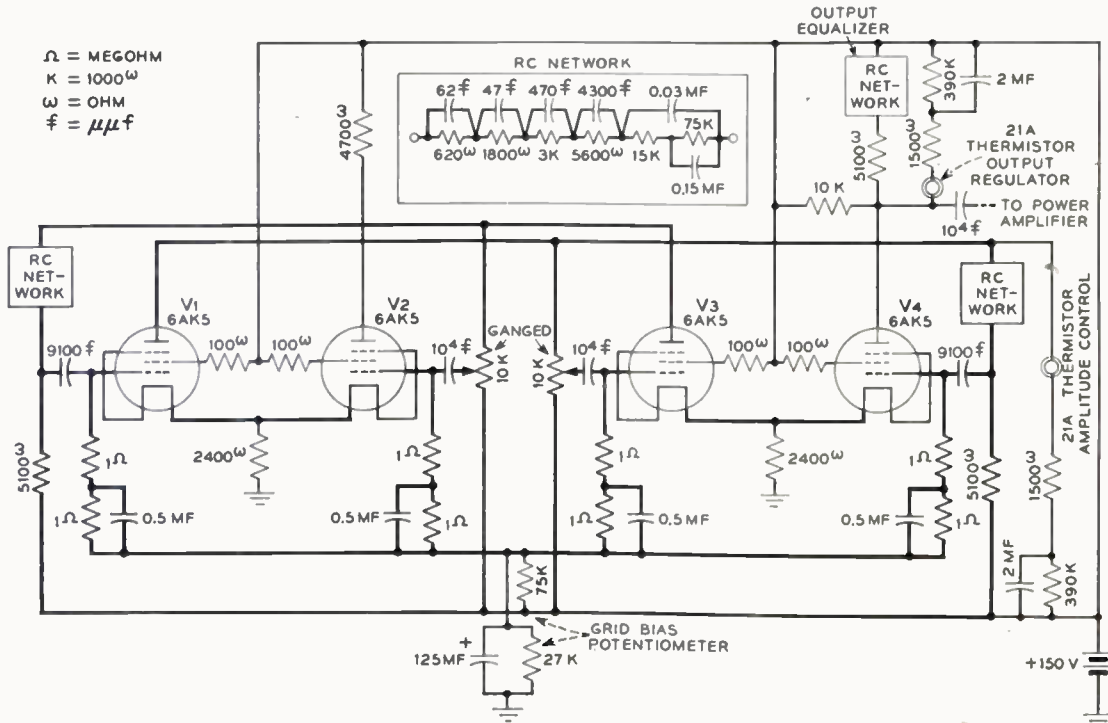 Ω = MEGOHM
K = 1000ω
ω = OHM
f = μμf
RC NETWORK
62 f
47 f
470 f
4300 f
0.03 MF
75K
620ω
1800ω
3K
5600ω
15K
0.15 MF
4700ω
OUTPUT
EQUALIZER
RC
NET-
WORK
390K
2 MF
5100ω
1500ω
21A
THERMISTOR
OUTPUT
REGULATOR
10 K
TO POWER
AMPLIFIER
10⁴ f
RC
NET-
WORK
V1
6AK5
V2
6AK5
GANGED
V3
6AK5
V4
6AK5
RC
NET-
WORK
9100 f
100ω
100ω
10⁴ f
10 K
10 K
10⁴ f
100ω
100ω
9100 f
21A THERMISTOR
AMPLITUDE CONTROL
5100ω
1Ω
2400ω
1Ω
1Ω
2400ω
1Ω
5100ω
1500ω
1Ω
0.5 MF
0.5 MF
1Ω
1Ω
0.5 MF
0.5 MF
1Ω
75K
2 MF
390K
GRID BIAS
POTENTIOMETER
+
125MF
27 K
+150 V